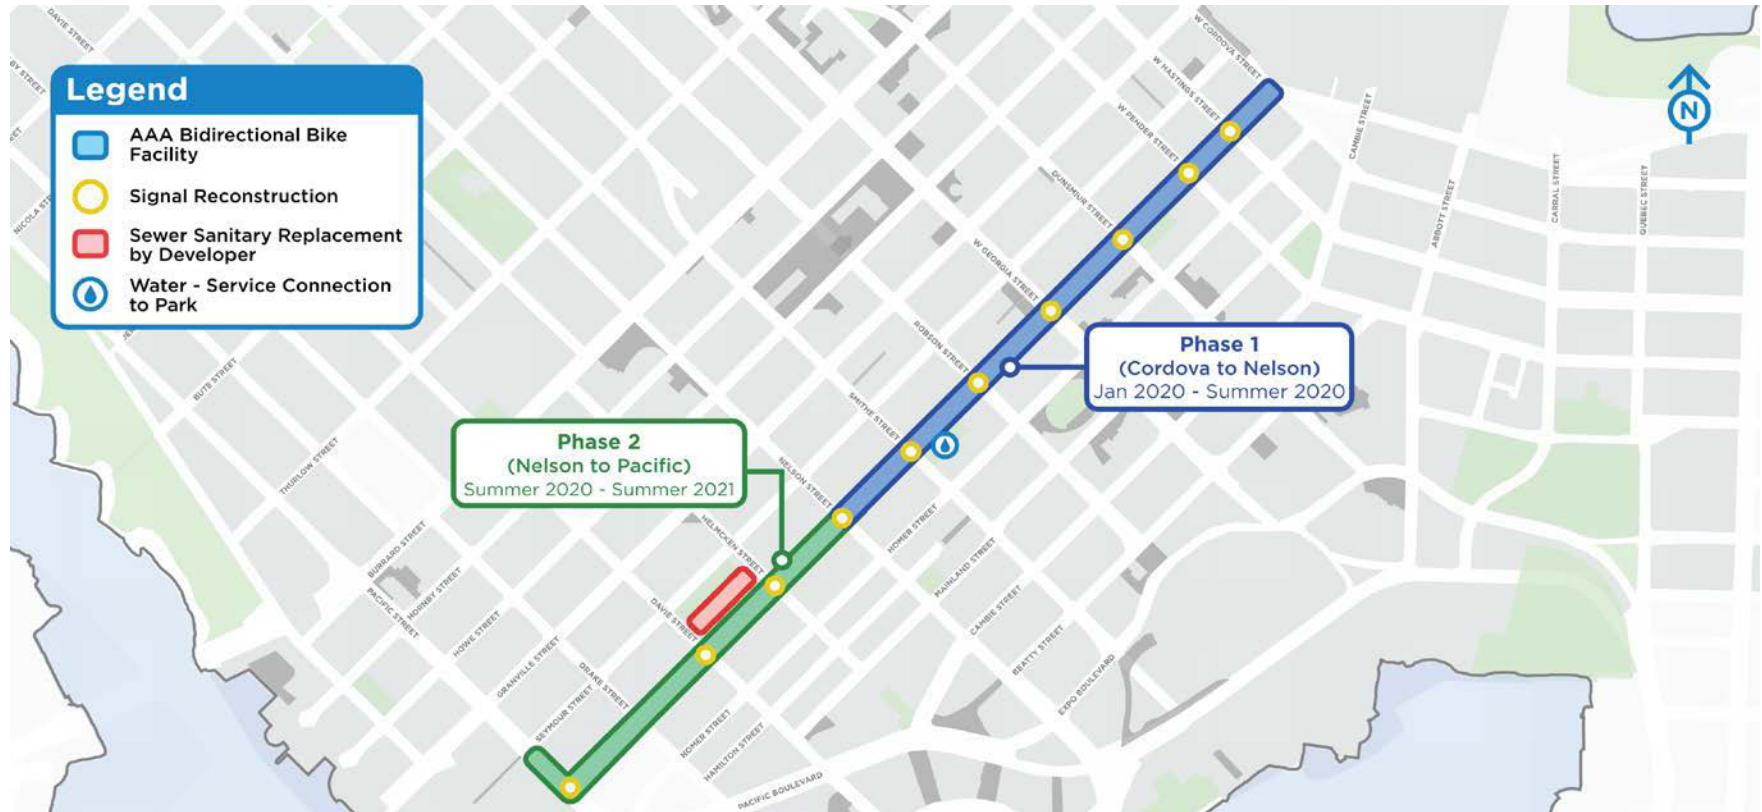 DAVIE STREET
BY STREET
NICOLA STR
Legend
AAA Bidirectional Bike
Facility
Signal Reconstruction
Sewer Sanitary Replacement
by Developer
Water - Service Connection
to Park
W CORDOVA STREET
W HASTINGS STREET
W PENDER STREET
DUNSMUIR STREET
W GEORGIA STREET
ROBSON STREET
SMITHE STREET
NELSON STREET
HELMCKEN STREET
DAVIE STREET
DRAKE STREET
PACIFIC STREET
N
CAMBIE STREET
ABBOTT STREET
CARRAL STREET
QUEBEC STREET
Phase 1
(Cordova to Nelson)
Jan 2020 - Summer 2020
Phase 2
(Nelson to Pacific)
Summer 2020 - Summer 2021
JER
BUTE STREET
THURLOW STREET
BURRARD STREET
HORNBY STREET
HOWE STREET
GRANVILLE STREET
SEYMOUR STREET
HOMER STREET
MAINLAND STREET
CAMBIE STREET
BEATTY STREET
EXPO BOULEVARD
HOMER STREET
HAMILTON STREET
PACIFIC BOULEVARD